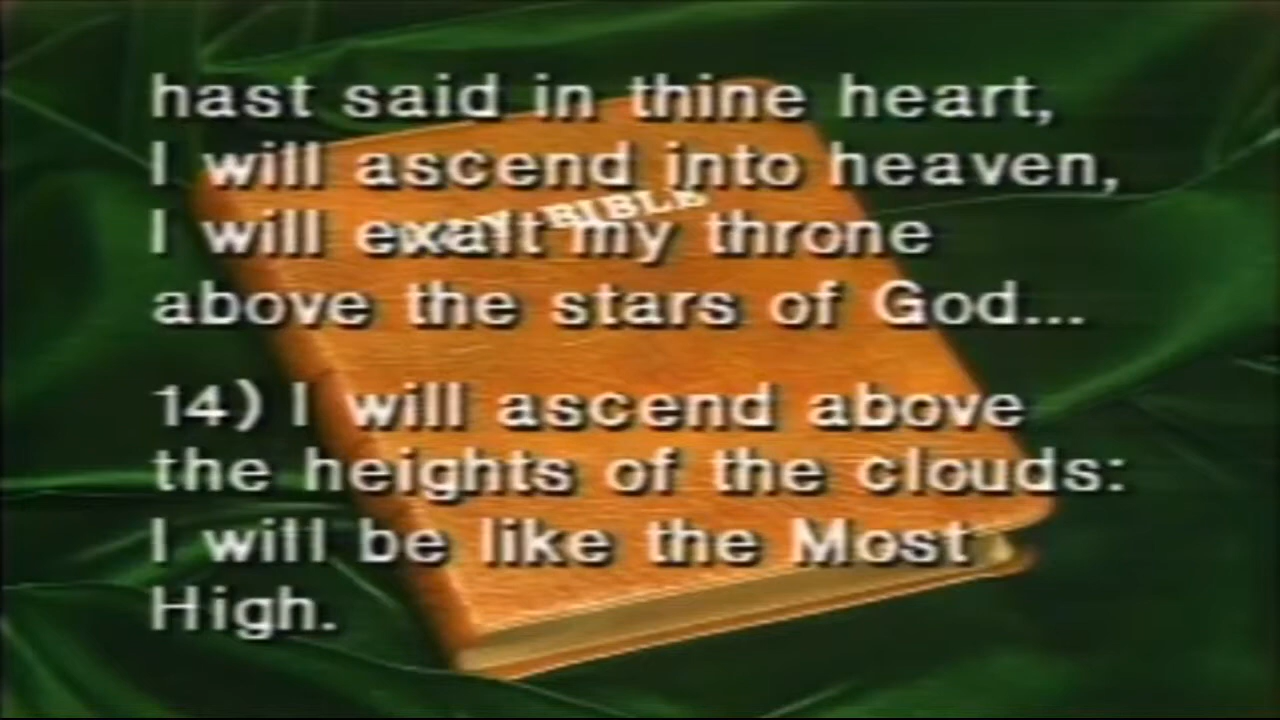 hast said in thine heart,
I will ascend into heaven,
I will exalt my throne
above the stars of God...
14) I will ascend above
the heights of the clouds:
I will be like the Most
High.
BIBLE